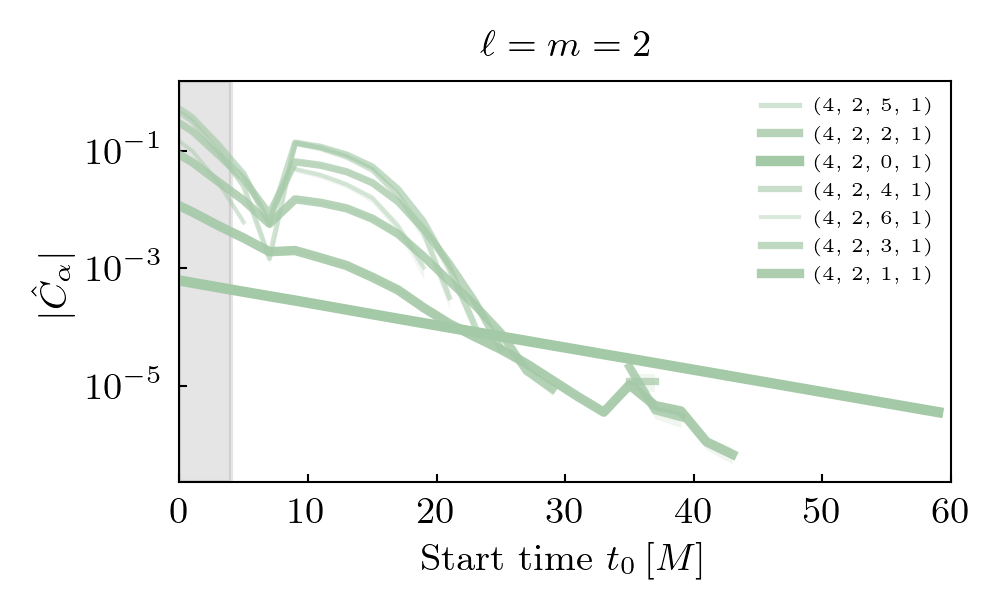 ℓ = m = 2
(4, 2, 5, 1)
(4, 2, 2, 1)
(4, 2, 0, 1)
(4, 2, 4, 1)
(4, 2, 6, 1)
(4, 2, 3, 1)
(4, 2, 1, 1)
|Ĉ_α|
10^{-1}
10^{-3}
10^{-5}
0 10 20 30 40 50 60
Start time t_0 [M]